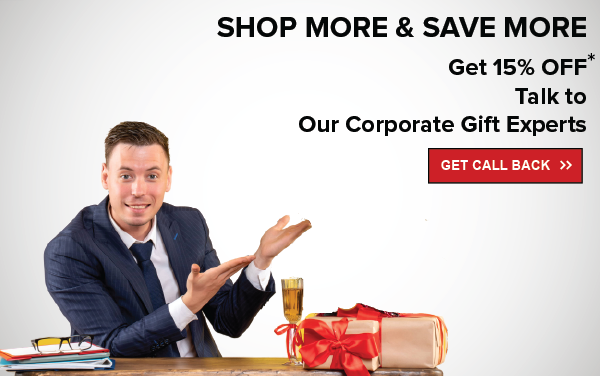 SHOP MORE & SAVE MORE
Get 15% OFF*
Talk to
Our Corporate Gift Experts
GET CALL BACK >>